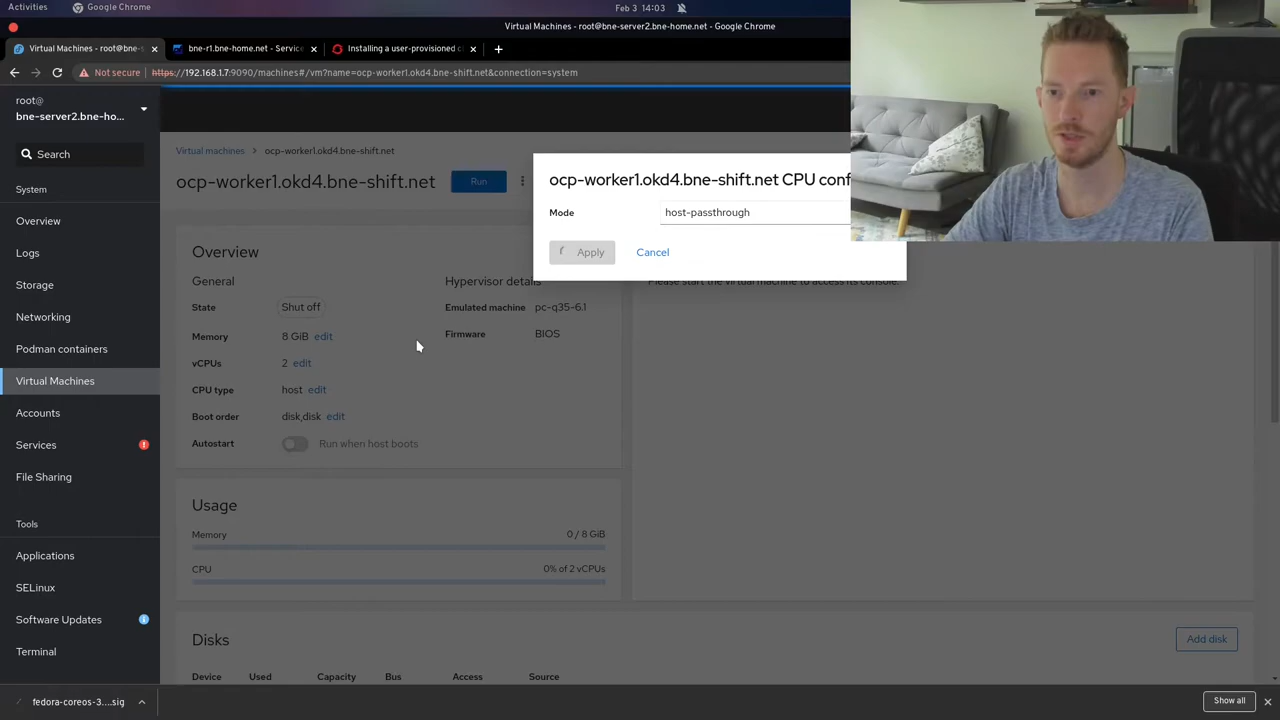 Activities
Google Chrome
Feb 3 14:03
Virtual Machines - root@bne-server2.bne-home.net - Google Chrome
Virtual Machines - root@bne-s
bne-r1.bne-home.net - Service
Installing a user-provisioned c
Not secure
https://192.168.1.7:9090/machines#/vm?name=ocp-worker1.okd4.bne-shift.net&connection=system
root@
bne-server2.bne-ho...
Search
System
Overview
Logs
Storage
Networking
Podman containers
Virtual Machines
Accounts
Services
File Sharing
Tools
Applications
SELinux
Software Updates
Terminal
Virtual machines > ocp-worker1.okd4.bne-shift.net
ocp-worker1.okd4.bne-shift.net
Run
Overview
General
State Shut off
Memory 8 GiB edit
vCPUs 2 edit
CPU type host edit
Boot order disk,disk edit
Autostart Run when host boots
Hypervisor details
Emulated machine pc-q35-6.1
Firmware BIOS
ocp-worker1.okd4.bne-shift.net CPU conf
Mode host-passthrough
Apply Cancel
Please start the virtual machine to access its console.
Usage
Memory 0 / 8 GiB
CPU 0% of 2 vCPUs
Disks
Add disk
Device Used Capacity Bus Access Source
fedora-coreos-3....sig
Show all